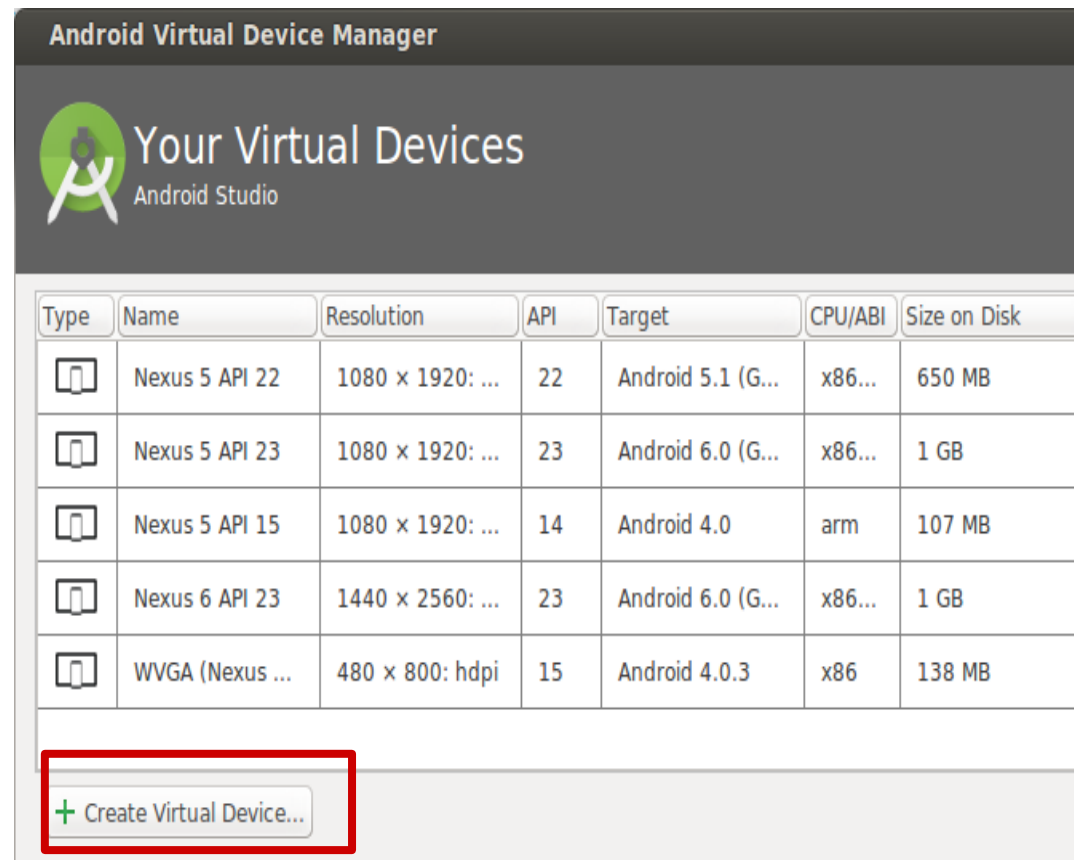 Android Virtual Device Manager
Your Virtual Devices
Android Studio
Type Name Resolution API Target CPU/ABI Size on Disk
Nexus 5 API 22 1080 × 1920: ... 22 Android 5.1 (G... x86... 650 MB
Nexus 5 API 23 1080 × 1920: ... 23 Android 6.0 (G... x86... 1 GB
Nexus 5 API 15 1080 × 1920: ... 14 Android 4.0 arm 107 MB
Nexus 6 API 23 1440 × 2560: ... 23 Android 6.0 (G... x86... 1 GB
WVGA (Nexus ... 480 × 800: hdpi 15 Android 4.0.3 x86 138 MB
+ Create Virtual Device...